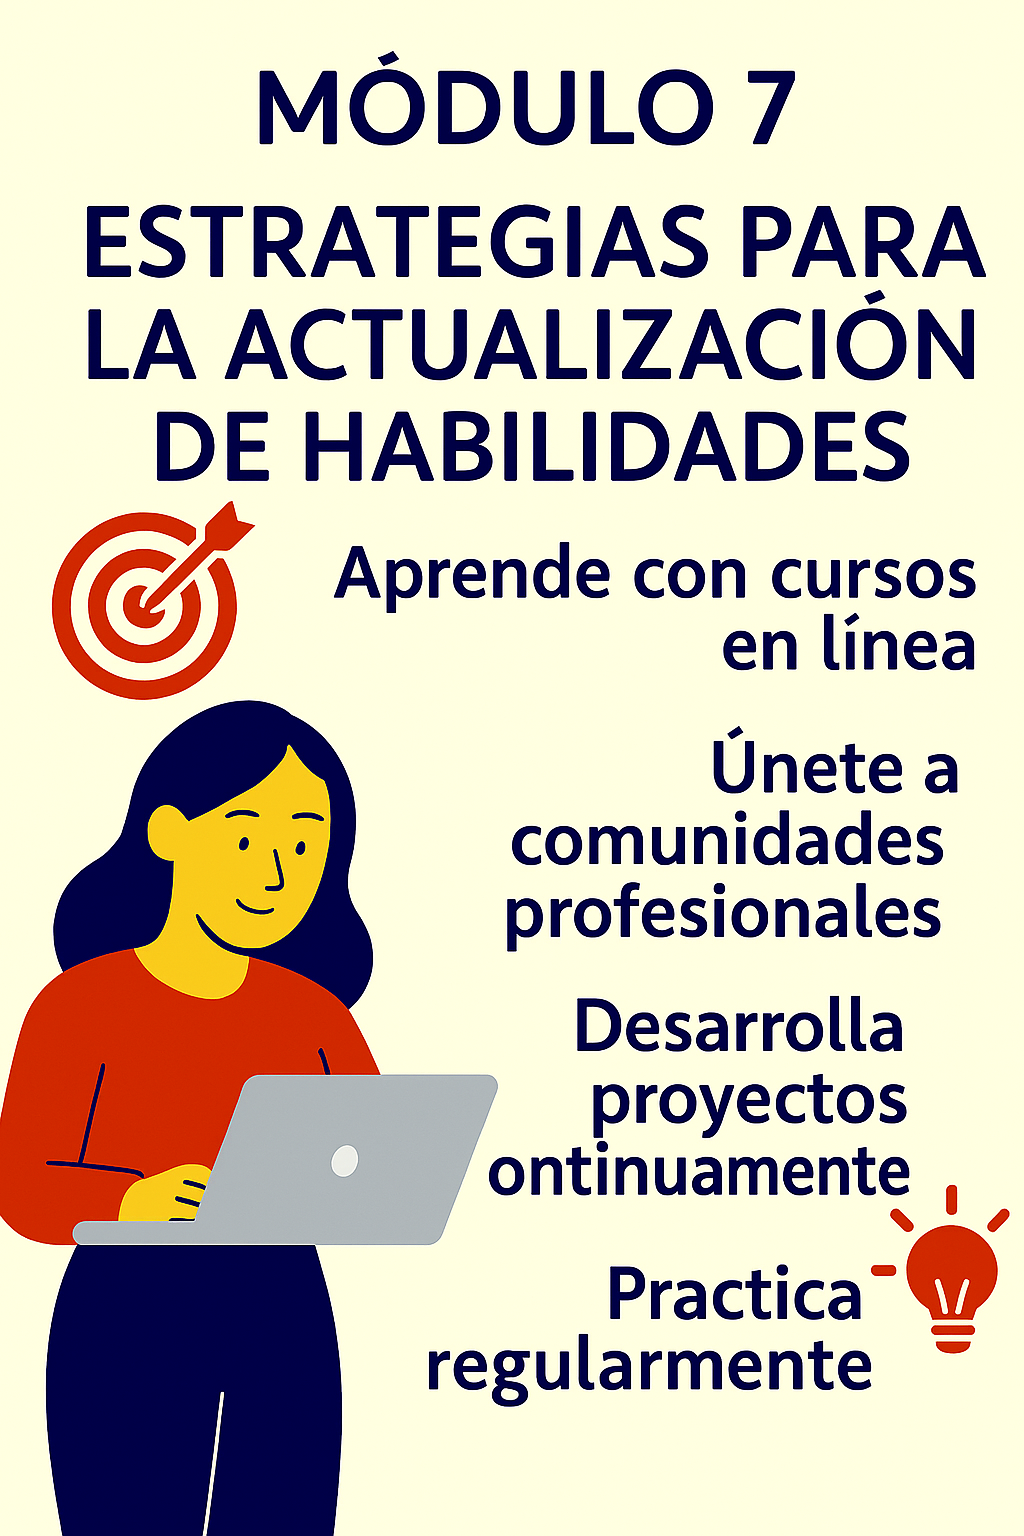 MÓDULO 7
ESTRATEGIAS PARA
LA ACTUALIZACIÓN
DE HABILIDADES
Aprende con cursos
en línea
Únete a
comunidades
profesionales
Desarrolla
proyectos
ontinuamente
Practica
regularmente